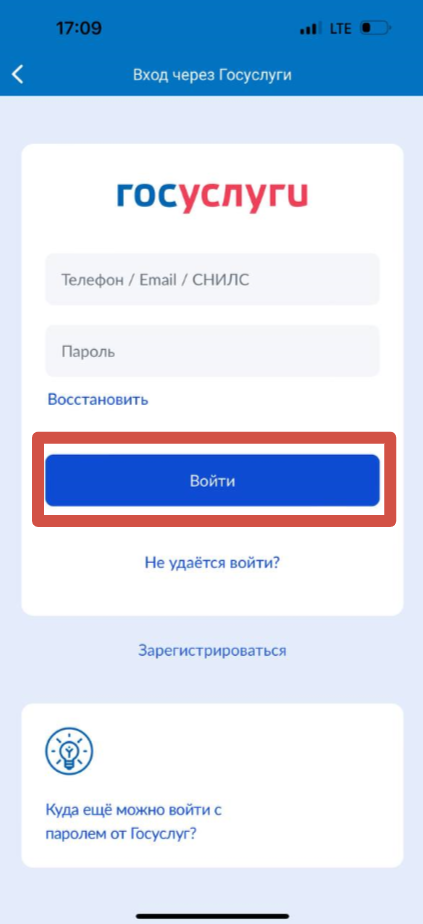 17:09
LTE
Вход через Госуслуги
госуслуги
Телефон / Email / СНИЛС
Пароль
Восстановить
Войти
Не удаётся войти?
Зарегистрироваться
Куда ещё можно войти с
паролем от Госуслуг?